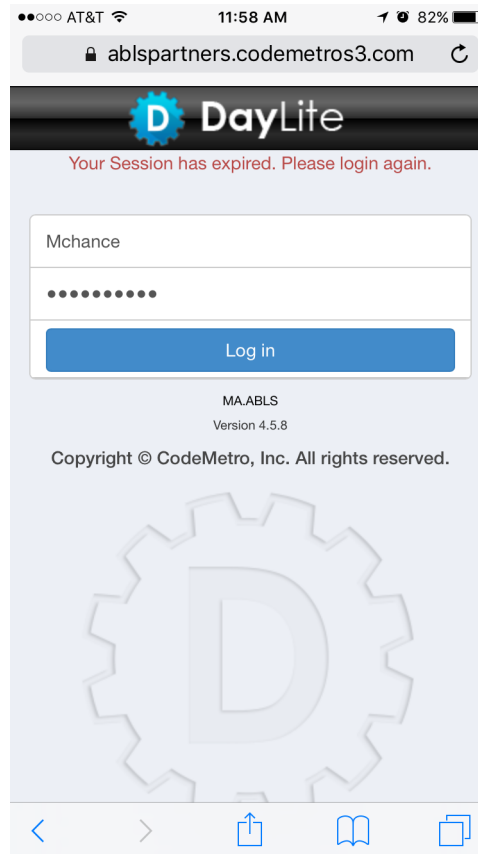 AT&T 11:58 AM 82%
ablspartners.codemetros3.com
D DayLite
Your Session has expired. Please login again.
Mchance
••••••••••
Log in
MA.ABLS
Version 4.5.8
Copyright © CodeMetro, Inc. All rights reserved.
D